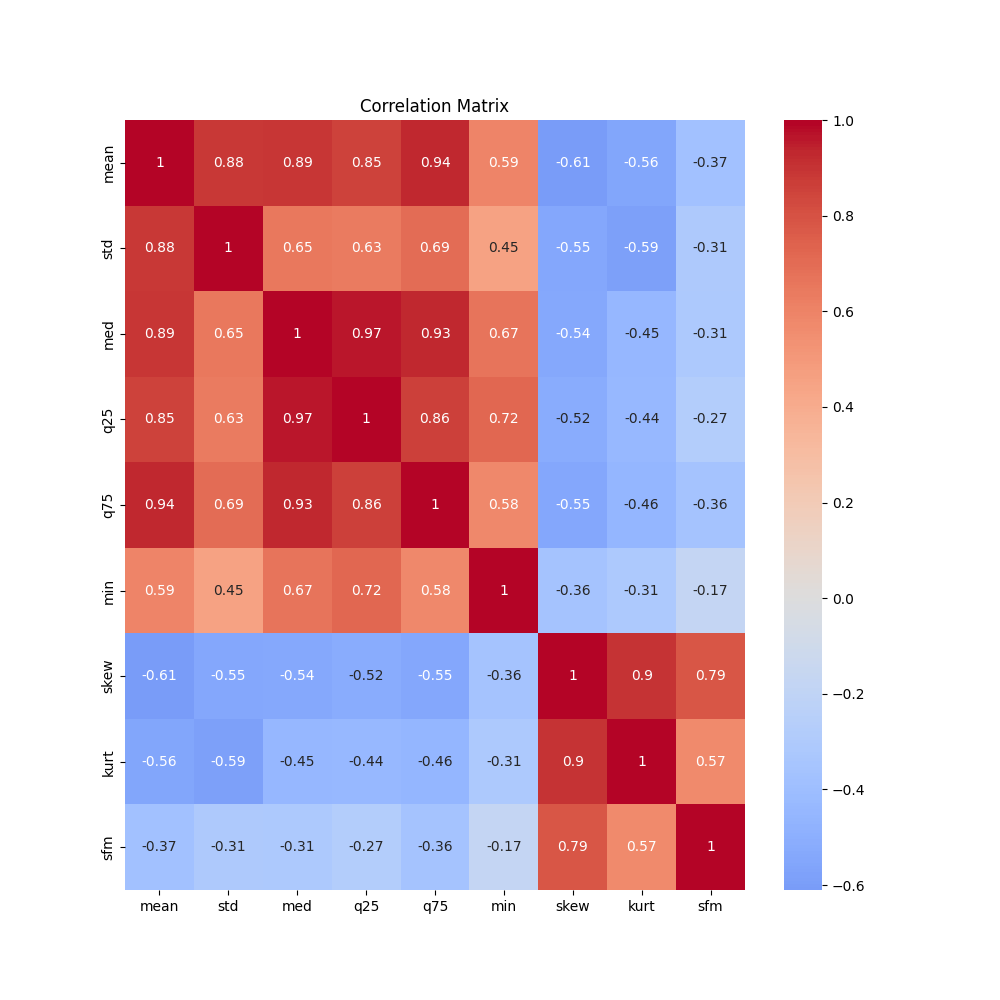 Correlation Matrix
mean 1 0.88 0.89 0.85 0.94 0.59 -0.61 -0.56 -0.37
std 0.88 1 0.65 0.63 0.69 0.45 -0.55 -0.59 -0.31
med 0.89 0.65 1 0.97 0.93 0.67 -0.54 -0.45 -0.31
q25 0.85 0.63 0.97 1 0.86 0.72 -0.52 -0.44 -0.27
q75 0.94 0.69 0.93 0.86 1 0.58 -0.55 -0.46 -0.36
min 0.59 0.45 0.67 0.72 0.58 1 -0.36 -0.31 -0.17
skew -0.61 -0.55 -0.54 -0.52 -0.55 -0.36 1 0.9 0.79
kurt -0.56 -0.59 -0.45 -0.44 -0.46 -0.31 0.9 1 0.57
sfm -0.37 -0.31 -0.31 -0.27 -0.36 -0.17 0.79 0.57 1
mean std med q25 q75 min skew kurt sfm
1.0
0.8
0.6
0.4
0.2
0.0
−0.2
−0.4
−0.6